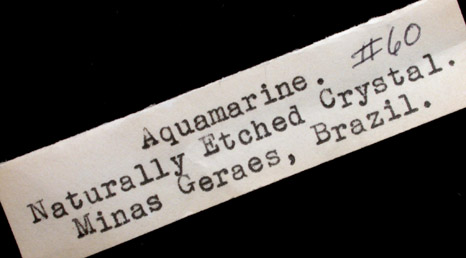 Aquamarine. #60
Naturally Etched Crystal.
Minas Geraes, Brazil.